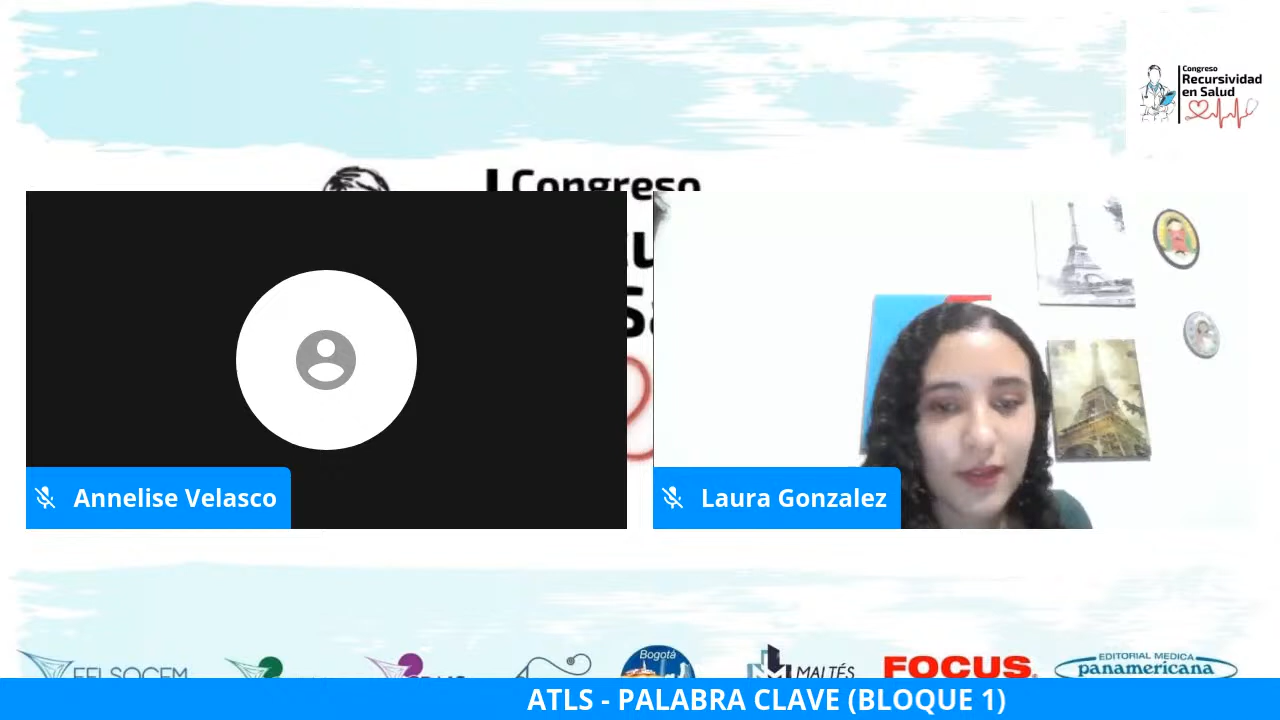 Congreso
Recursividad
en Salud
I Congreso
Annelise Velasco
Laura Gonzalez
FELSOCEM
Bogotá
MALTÉS
FOCUS
EDITORIAL MEDICA
panamericana
ATLS - PALABRA CLAVE (BLOQUE 1)